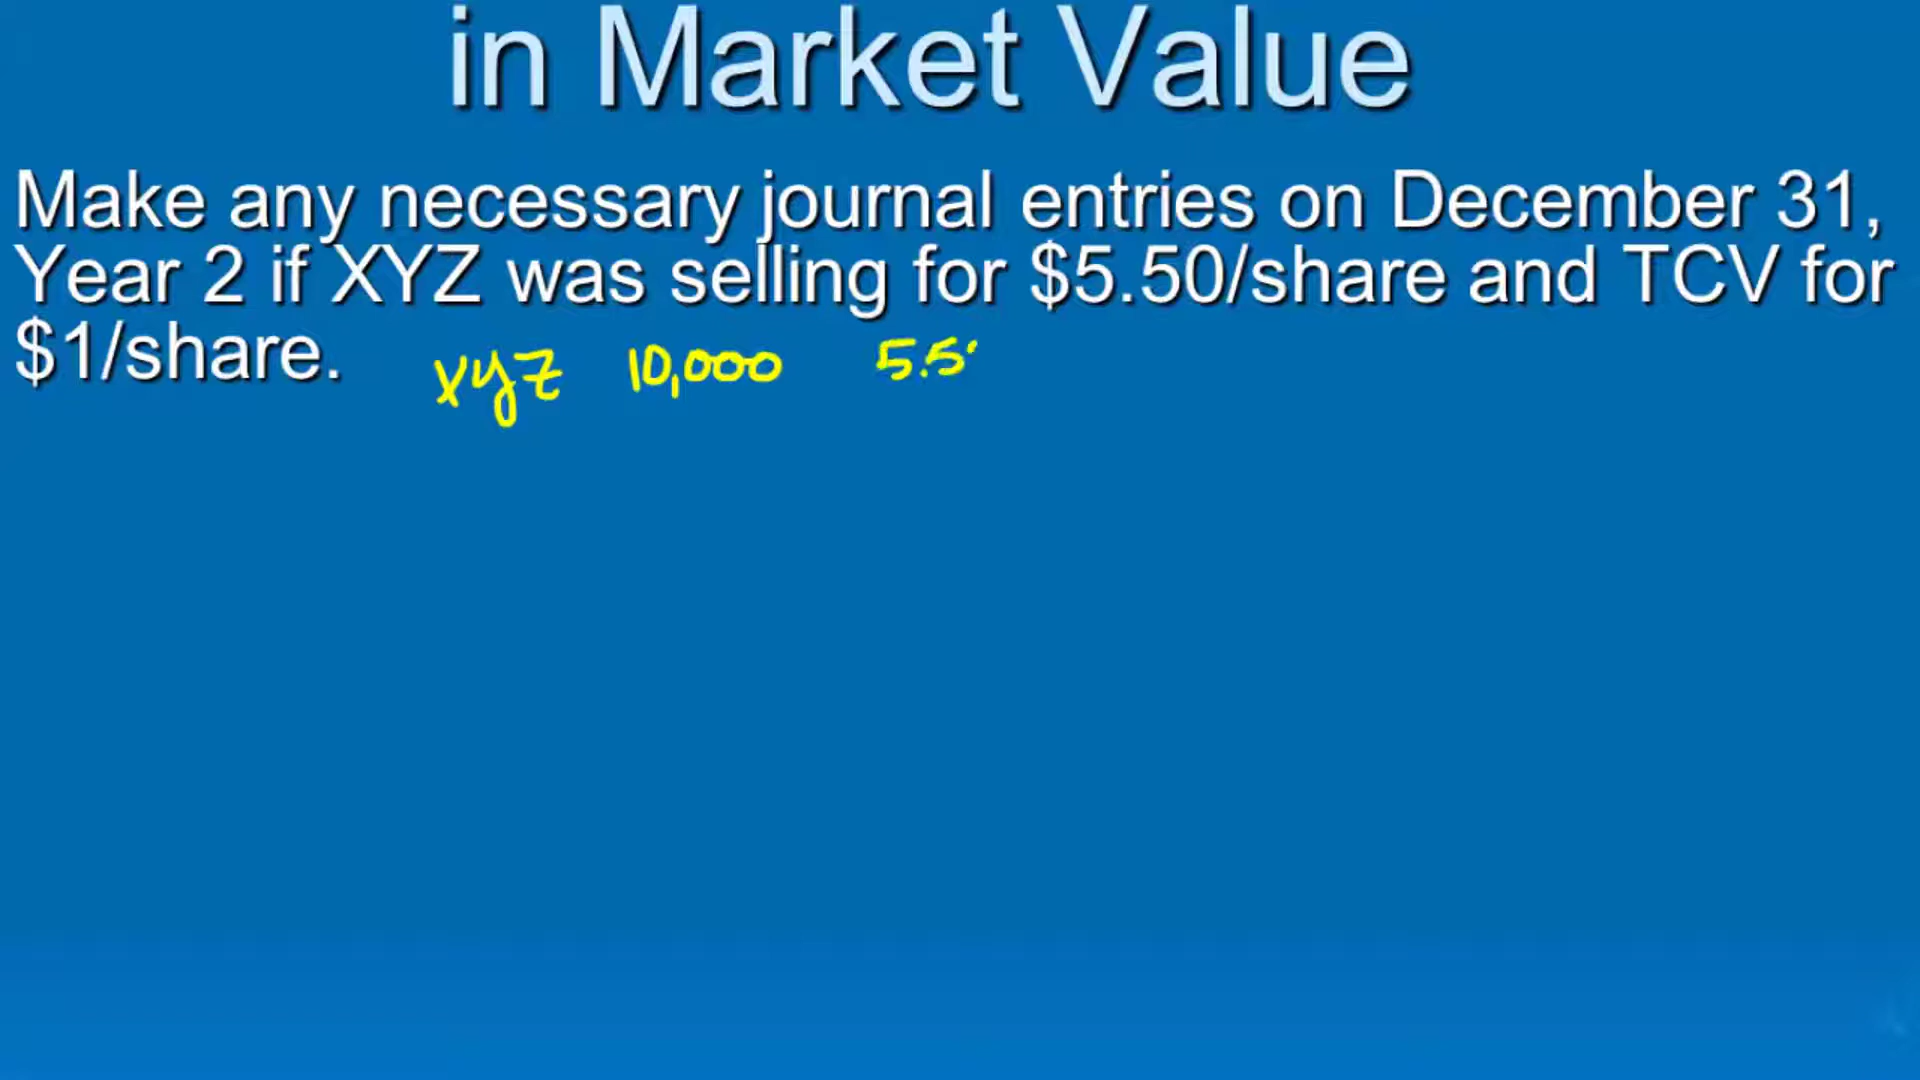 in Market Value
Make any necessary journal entries on December 31,
Year 2 if XYZ was selling for $5.50/share and TCV for
$1/share.
xyz 10,000 5.5